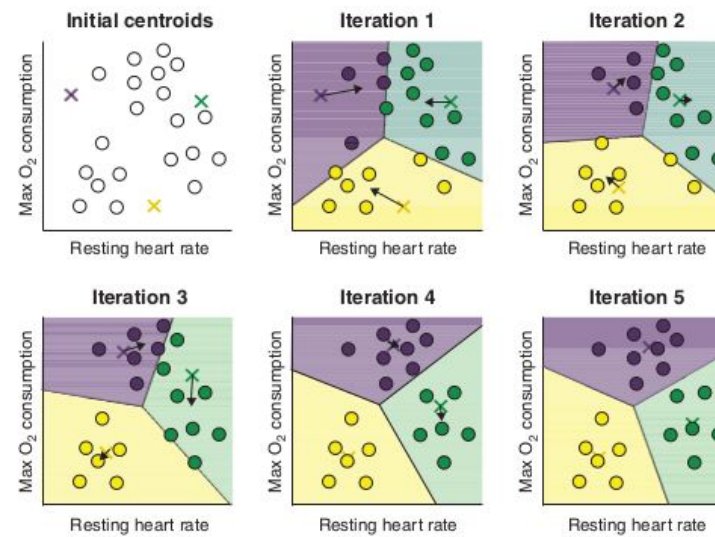 Initial centroids
Iteration 1
Iteration 2
Max O₂ consumption
Max O₂ consumption
Max O₂ consumption
Resting heart rate
Resting heart rate
Resting heart rate
Iteration 3
Iteration 4
Iteration 5
Max O₂ consumption
Max O₂ consumption
Max O₂ consumption
Resting heart rate
Resting heart rate
Resting heart rate